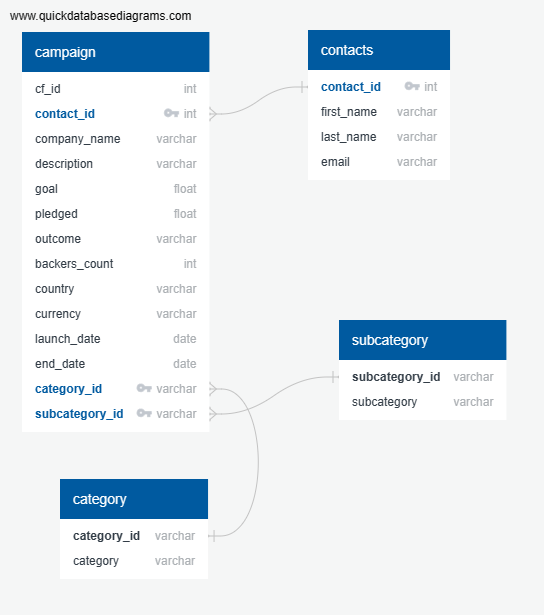 www.quickdatabasediagrams.com
campaign
cf_id int
contact_id int
company_name varchar
description varchar
goal float
pledged float
outcome varchar
backers_count int
country varchar
currency varchar
launch_date date
end_date date
category_id varchar
subcategory_id varchar
contacts
contact_id int
first_name varchar
last_name varchar
email varchar
subcategory
subcategory_id varchar
subcategory varchar
category
category_id varchar
category varchar